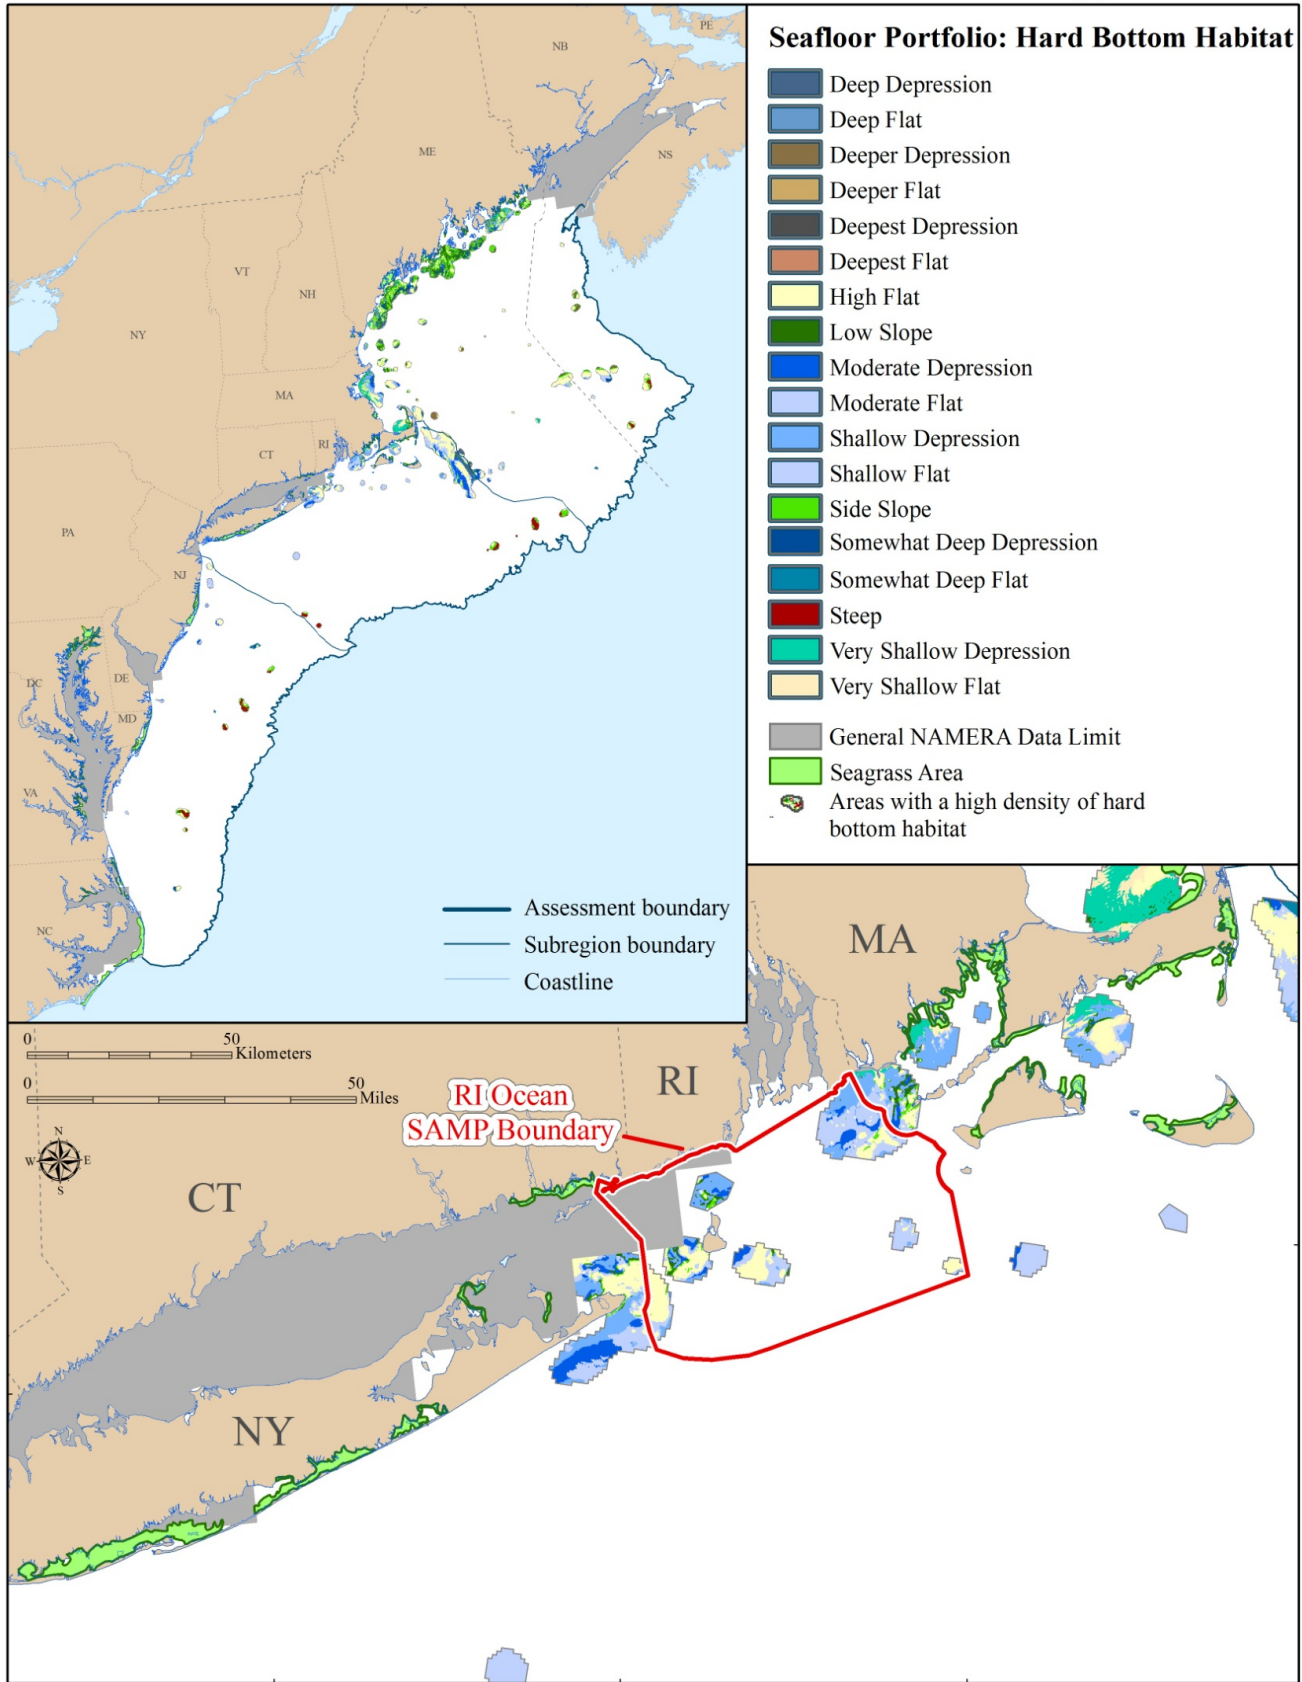 Seafloor Portfolio: Hard Bottom Habitat
Deep Depression
Deep Flat
Deeper Depression
Deeper Flat
Deepest Depression
Deepest Flat
High Flat
Low Slope
Moderate Depression
Moderate Flat
Shallow Depression
Shallow Flat
Side Slope
Somewhat Deep Depression
Somewhat Deep Flat
Steep
Very Shallow Depression
Very Shallow Flat
General NAMERA Data Limit
Seagrass Area
Areas with a high density of hard
bottom habitat
PE
NB
ME
NS
VT
NH
NY
MA
CT
RI
PA
NJ
DE
DC
MD
VA
NC
Assessment boundary
Subregion boundary
Coastline
0 50
Kilometers
0 50
Miles
N
W E
S
RI Ocean
SAMP Boundary
MA
RI
CT
NY